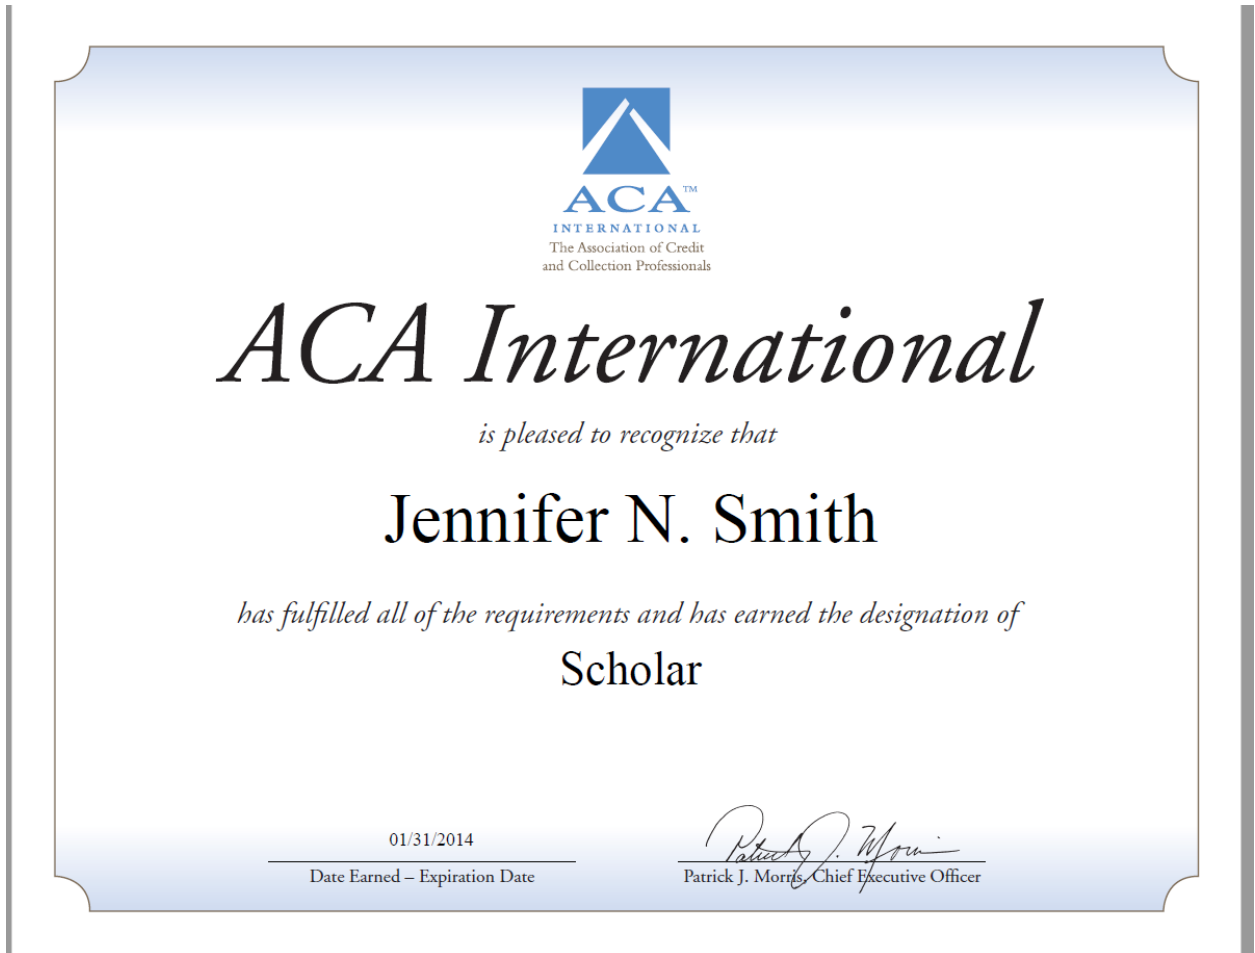 ACA™
INTERNATIONAL
The Association of Credit
and Collection Professionals
ACA International
is pleased to recognize that
Jennifer N. Smith
has fulfilled all of the requirements and has earned the designation of
Scholar
01/31/2014
Date Earned – Expiration Date
Patrick J. Morris
Patrick J. Morris, Chief Executive Officer